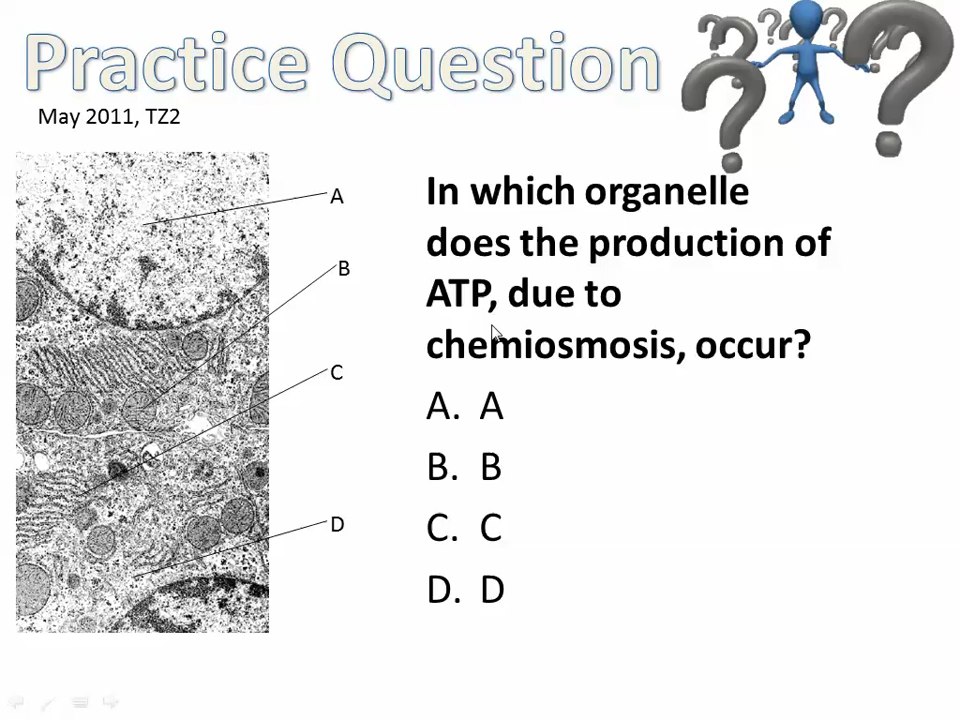 Practice Question
May 2011, TZ2
A
B
C
D
In which organelle
does the production of
ATP, due to
chemiosmosis, occur?
A. A
B. B
C. C
D. D